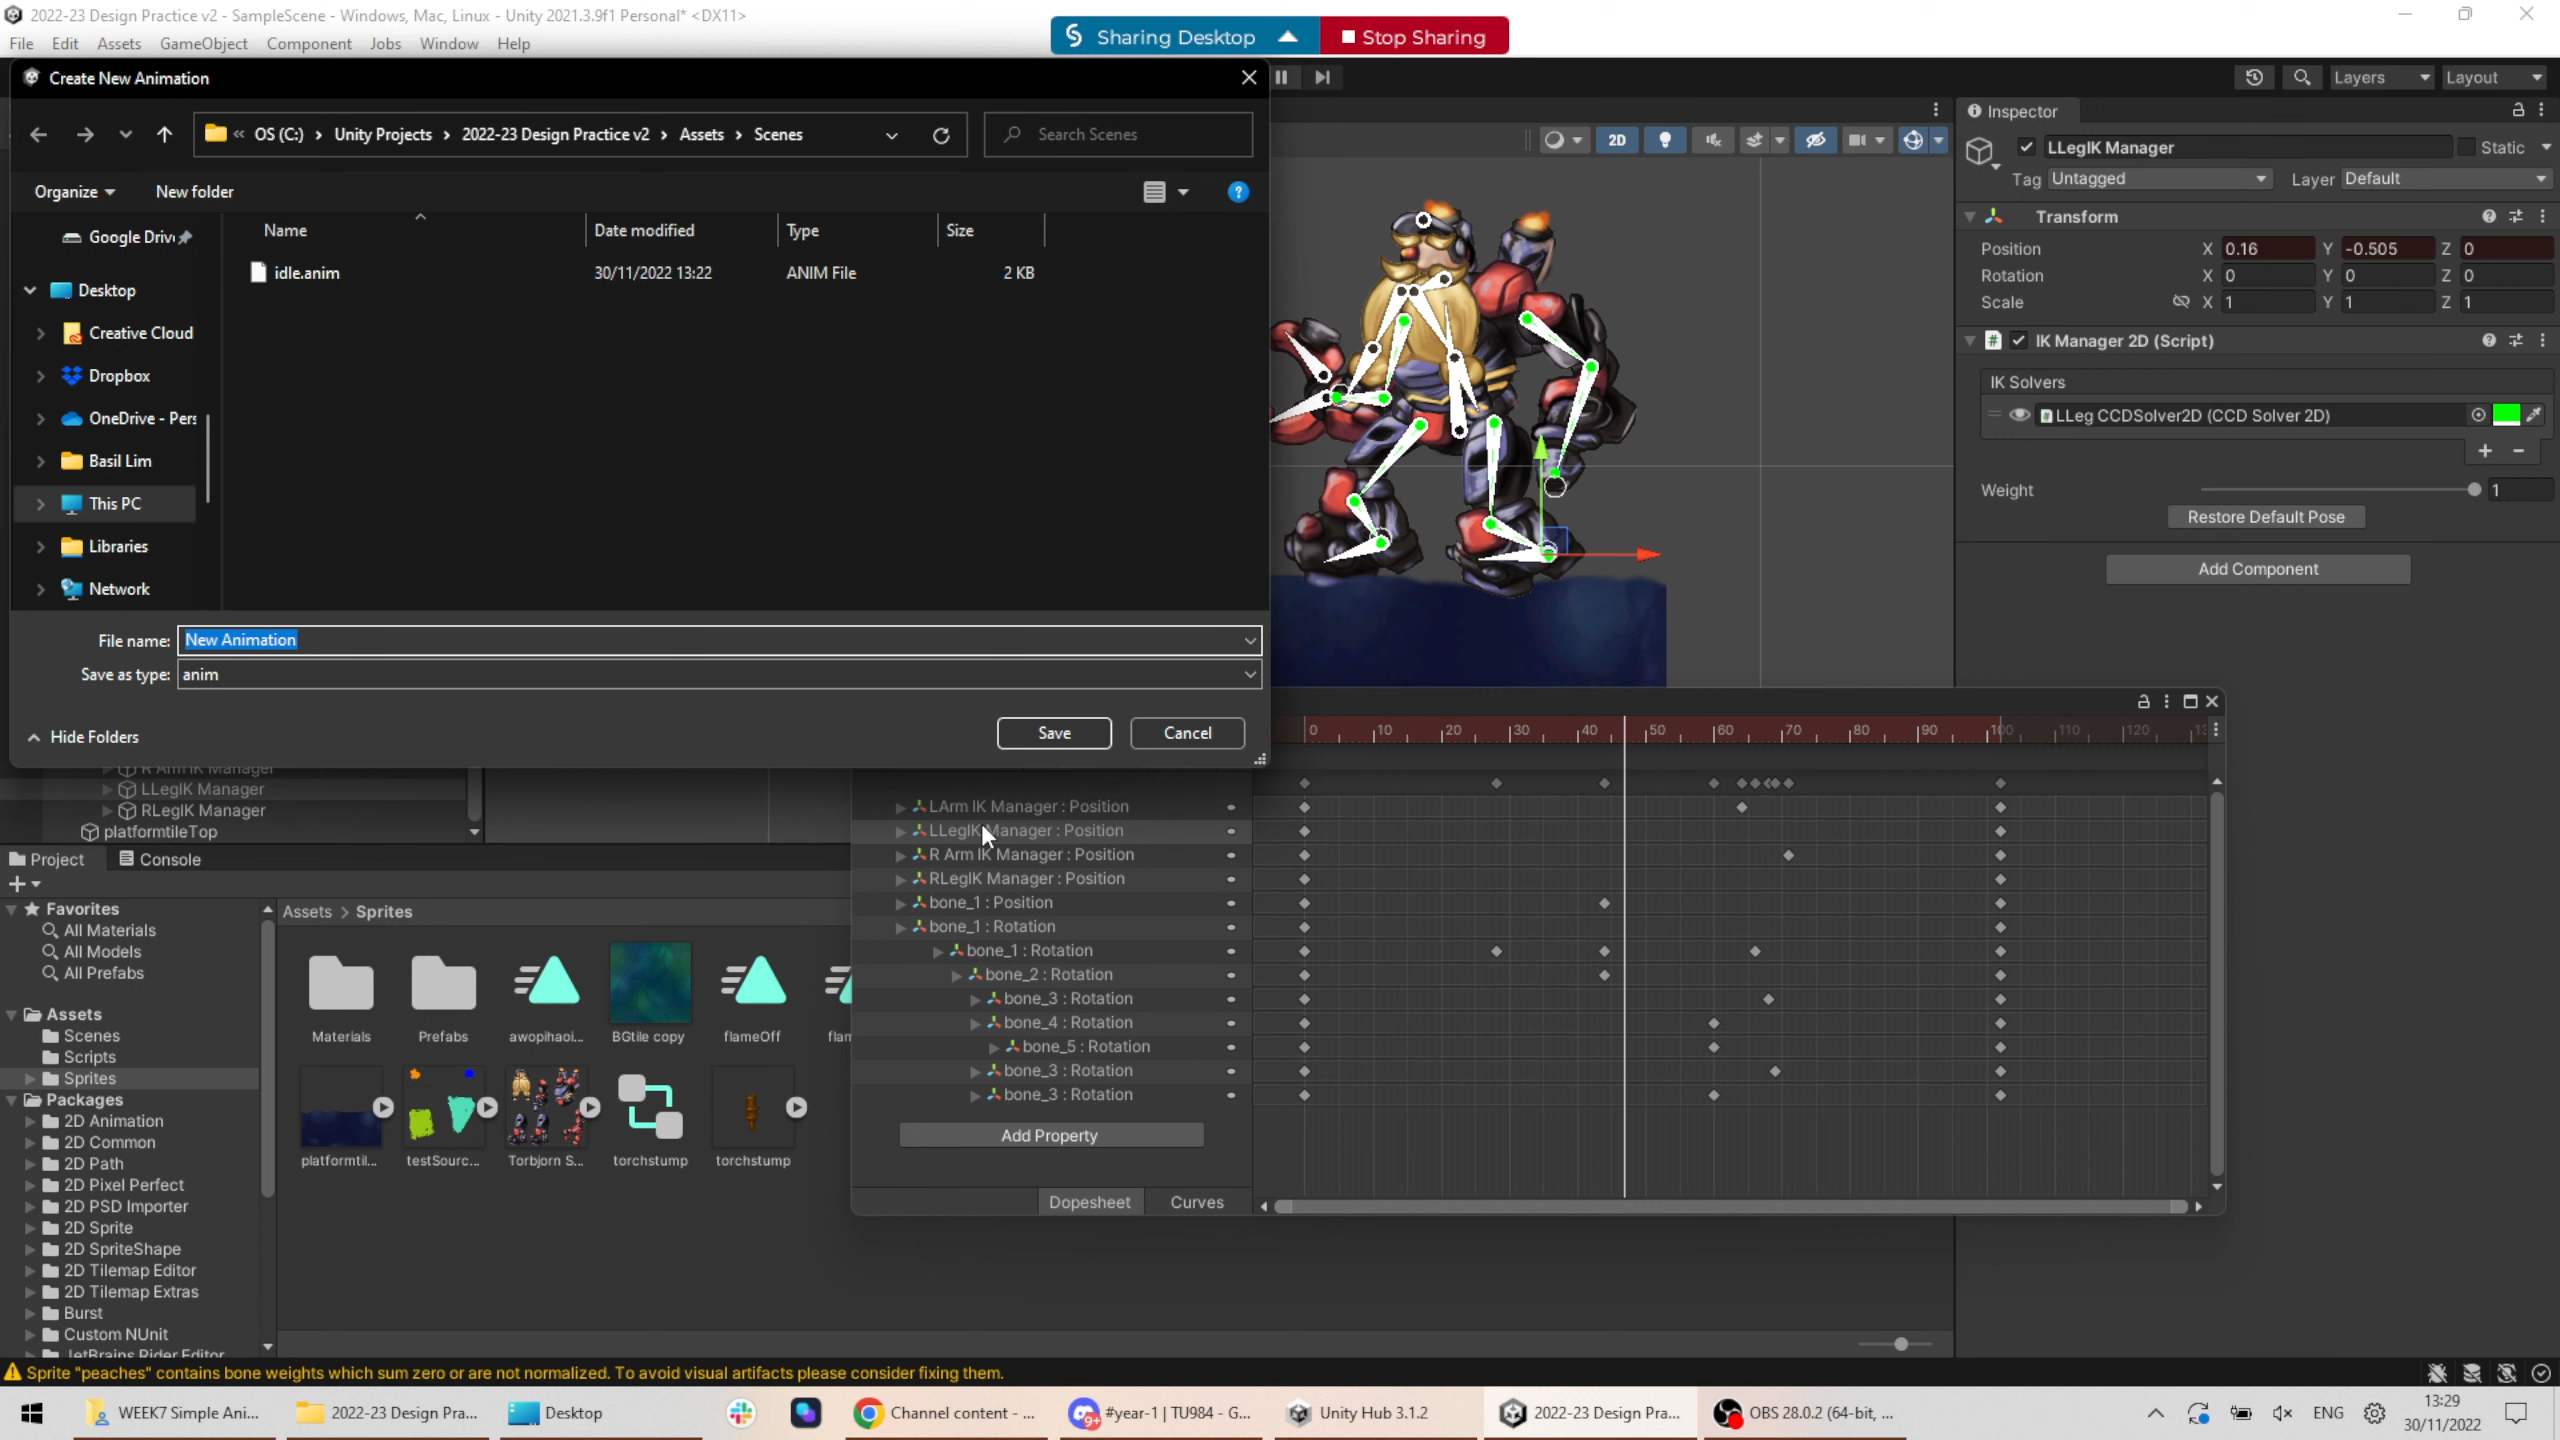 2022-23 Design Practice v2 - SampleScene - Windows, Mac, Linux - Unity 2021.3.9f1 Personal* <DX11>
File Edit Assets GameObject Component Jobs Window Help
Sharing Desktop
Stop Sharing
Create New Animation
« OS (C:) › Unity Projects › 2022-23 Design Practice v2 › Assets › Scenes
Search Scenes
Organize New folder
Name Date modified Type Size
idle.anim 30/11/2022 13:22 ANIM File 2 KB
Desktop
Creative Cloud
Dropbox
OneDrive - Pers
Basil Lim
This PC
Libraries
Network
File name: New Animation
Save as type: anim
Hide Folders
Save Cancel
2D
Layers Layout
Inspector
LLegIK Manager Static
Tag Untagged Layer Default
Transform
Position X 0.16 Y -0.505 Z 0
Rotation X 0 Y 0 Z 0
Scale X 1 Y 1 Z 1
IK Manager 2D (Script)
IK Solvers
LLeg CCDSolver2D (CCD Solver 2D)
+ -
Weight 1
Restore Default Pose
Add Component
LLegIK Manager
RLegIK Manager
platformtileTop
0 10 20 30 40 50 60 70 80 90 100 110 120
LArm IK Manager : Position
LLegIK Manager : Position
R Arm IK Manager : Position
RLegIK Manager : Position
bone_1 : Position
bone_1 : Rotation
bone_1 : Rotation
bone_2 : Rotation
bone_3 : Rotation
bone_4 : Rotation
bone_5 : Rotation
bone_3 : Rotation
bone_3 : Rotation
Add Property
Dopesheet Curves
Project Console
Favorites
All Materials
All Models
All Prefabs
Assets
Scenes
Scripts
Sprites
Packages
2D Animation
2D Common
2D Path
2D Pixel Perfect
2D PSD Importer
2D Sprite
2D SpriteShape
2D Tilemap Editor
2D Tilemap Extras
Burst
Custom NUnit
JetBrains Rider Editor
Assets > Sprites
Materials Prefabs awopihaoi... BGtile copy flameOff flam
platformtil... testSourc... Torbjorn S... torchstump torchstump
Sprite "peaches" contains bone weights which sum zero or are not normalized. To avoid visual artifacts please consider fixing them.
WEEK7 Simple Ani... 2022-23 Design Pra... Desktop Channel content - ... 9+ #year-1 | TU984 - G... Unity Hub 3.1.2 2022-23 Design Pra... OBS 28.0.2 (64-bit, ...
ENG
13:29
30/11/2022